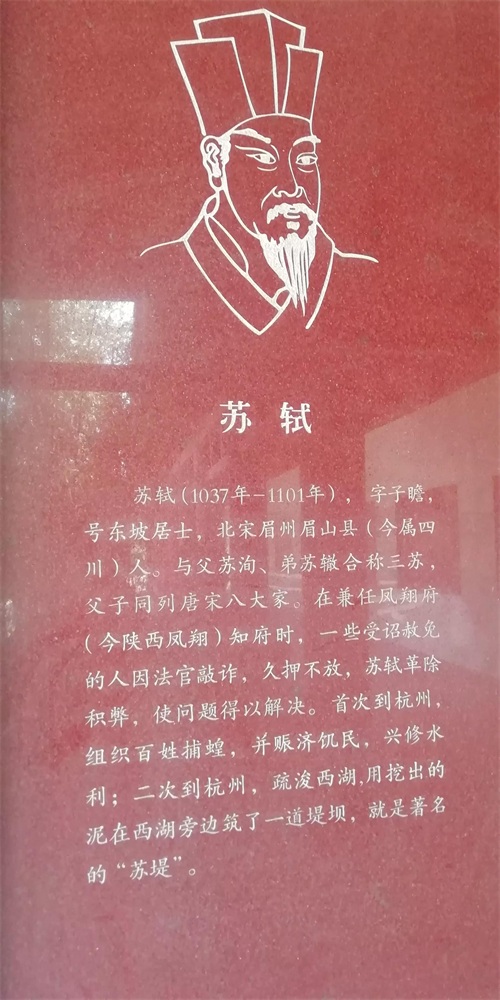 苏轼
苏轼(1037年-1101年)，字子瞻，
号东坡居士，北宋眉州眉山县(今属四
川)人。与父苏洵、弟苏辙合称三苏，
父子同列唐宋八大家。在兼任凤翔府
(今陕西凤翔)知府时，一些受诏赦免
的人因法官敲诈，久押不放，苏轼革除
积弊，使问题得以解决。首次到杭州，
组织百姓捕蝗，并赈济饥民，兴修水
利；二次到杭州，疏浚西湖,用挖出的
泥在西湖旁边筑了一道堤坝，就是著名
的“苏堤”。